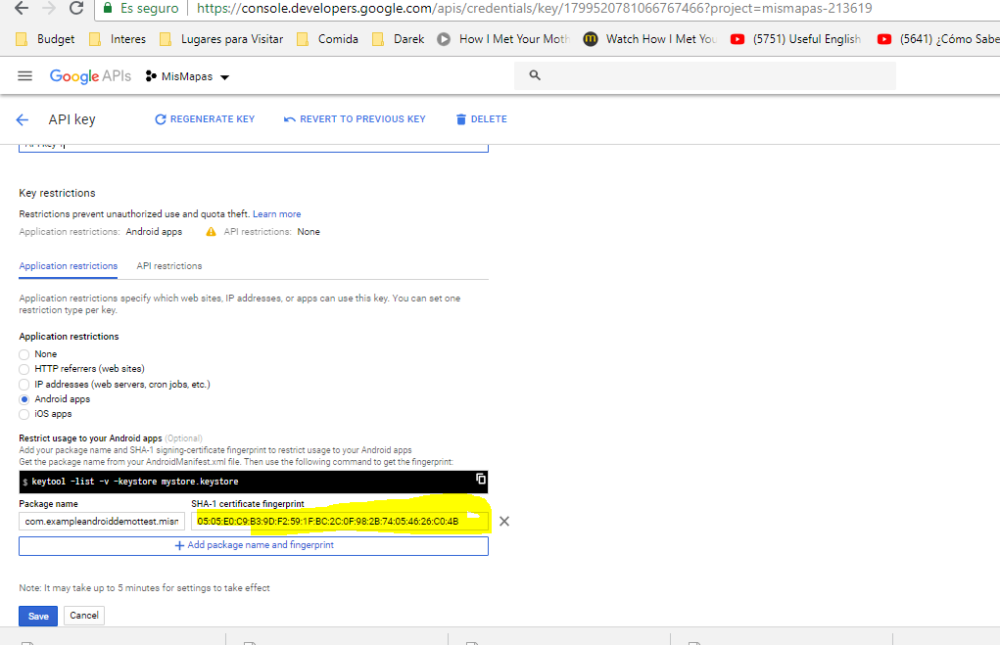 Es seguro https://console.developers.google.com/apis/credentials/key/1799520781066767466?project=mismapas-213619
Budget Interes Lugares para Visitar Comida Darek How I Met Your Moth m Watch How I Met You (5751) Useful English (5641) ¿Cómo Sabe
Google APIs MisMapas
API key REGENERATE KEY REVERT TO PREVIOUS KEY DELETE
Key restrictions
Restrictions prevent unauthorized use and quota theft. Learn more
Application restrictions: Android apps API restrictions: None
Application restrictions API restrictions
Application restrictions specify which web sites, IP addresses, or apps can use this key. You can set one
restriction type per key.
Application restrictions
None
HTTP referrers (web sites)
IP addresses (web servers, cron jobs, etc.)
Android apps
iOS apps
Restrict usage to your Android apps (Optional)
Add your package name and SHA-1 signing-certificate fingerprint to restrict usage to your Android apps
Get the package name from your AndroidManifest.xml file. Then use the following command to get the fingerprint:
$ keytool -list -v -keystore mystore.keystore
Package name SHA-1 certificate fingerprint
com.exampleandroiddemottest.misn 05:05:E0:C9:B3:9D:F2:59:1F:BC:2C:0F:98:2B:74:05:46:26:C0:4B
+ Add package name and fingerprint
Note: It may take up to 5 minutes for settings to take effect
Save Cancel